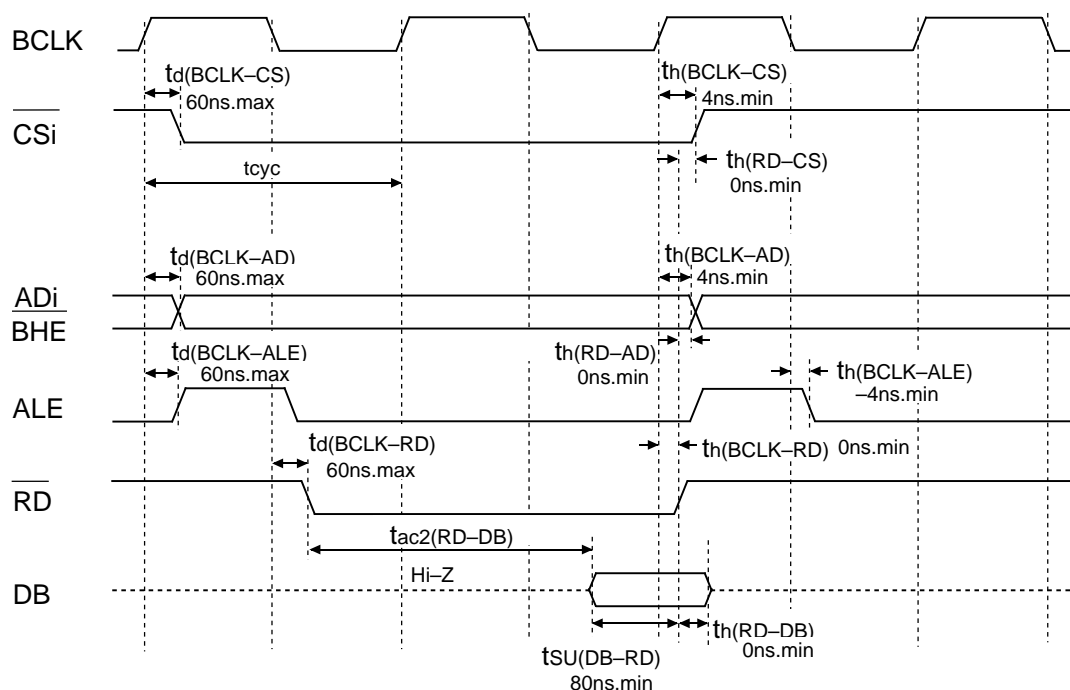 BCLK
td(BCLK–CS)
60ns.max
th(BCLK–CS)
4ns.min
CSi
tcyc
th(RD–CS)
0ns.min
td(BCLK–AD)
60ns.max
th(BCLK–AD)
4ns.min
ADi
BHE
td(BCLK–ALE)
60ns.max
th(RD–AD)
0ns.min
th(BCLK–ALE)
–4ns.min
ALE
td(BCLK–RD)
60ns.max
th(BCLK–RD) 0ns.min
RD
tac2(RD–DB)
Hi–Z
DB
th(RD–DB)
0ns.min
tSU(DB–RD)
80ns.min